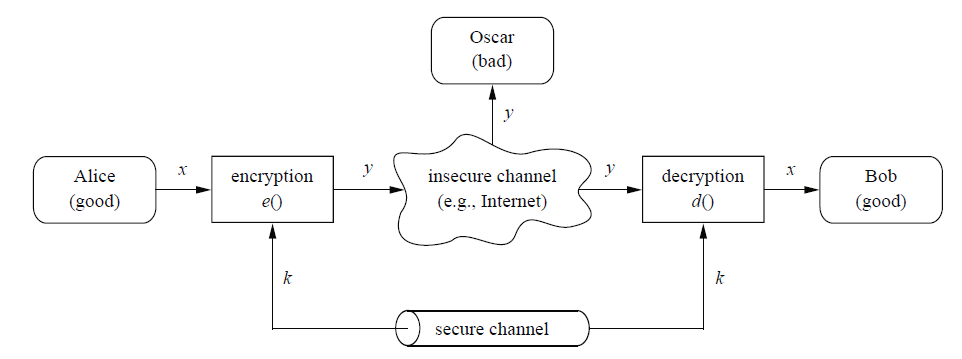 Oscar
(bad)
y
Alice
(good)
x
encryption
e()
y
insecure channel
(e.g., Internet)
y
decryption
d()
x
Bob
(good)
k
k
secure channel